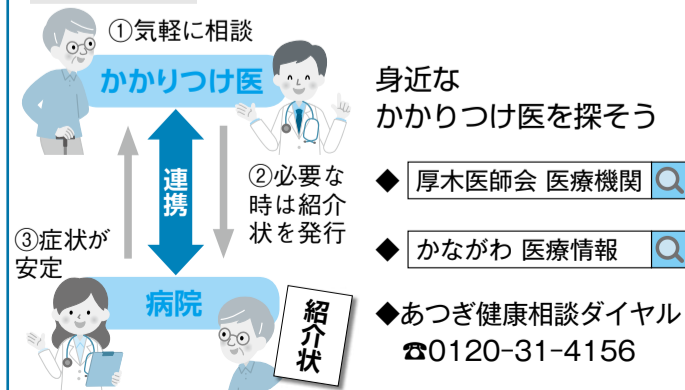 ①気軽に相談
かかりつけ医
連携
②必要な
時は紹介
状を発行
③症状が
安定
病院
紹介状
身近な
かかりつけ医を探そう
◆ 厚木医師会 医療機関
◆ かながわ 医療情報
◆あつぎ健康相談ダイヤル
☎0120-31-4156